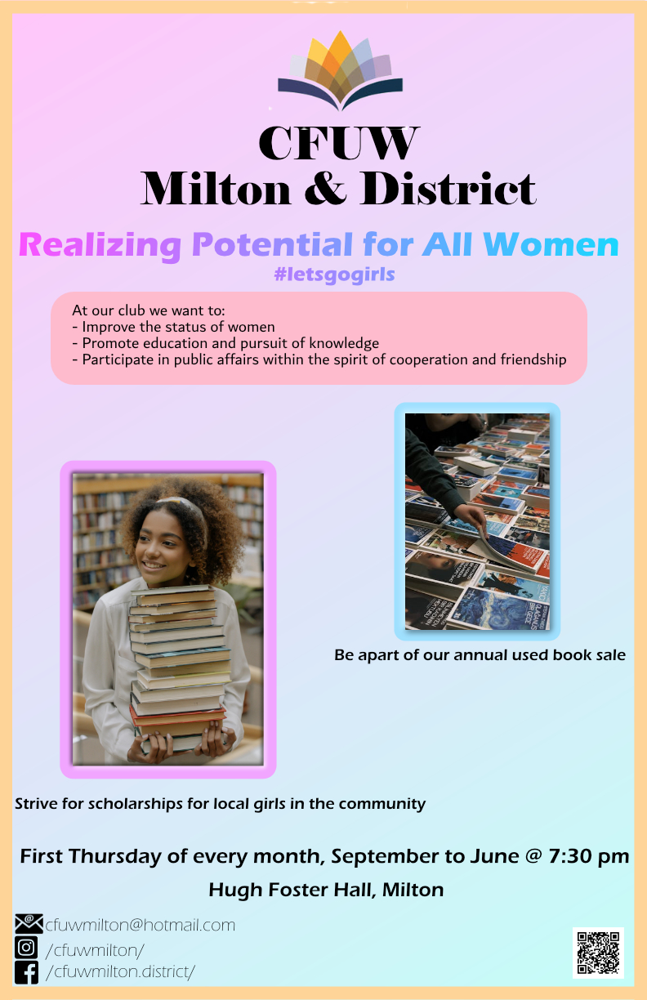 CFUW
Milton & District
Realizing Potential for All Women
#letsgogirls
At our club we want to:
- Improve the status of women
- Promote education and pursuit of knowledge
- Participate in public affairs within the spirit of cooperation and friendship
Be apart of our annual used book sale
Strive for scholarships for local girls in the community
First Thursday of every month, September to June @ 7:30 pm
Hugh Foster Hall, Milton
cfuwmilton@hotmail.com
/cfuwmilton/
/cfuwmilton.district/